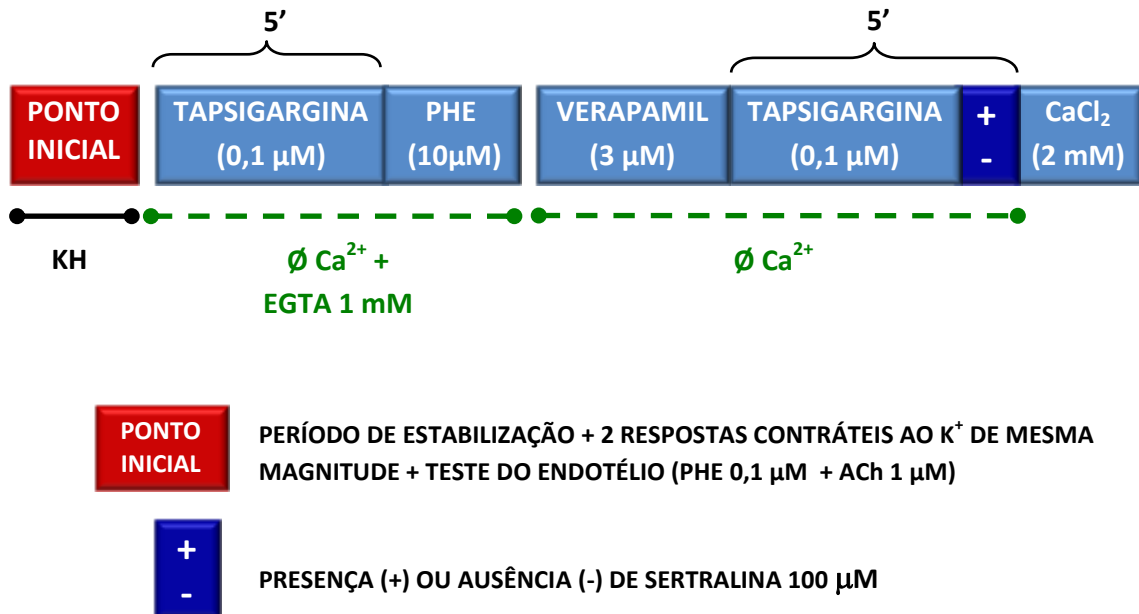 5’
5’
PONTO INICIAL
TAPSIGARGINA (0,1 µM)
PHE (10µM)
VERAPAMIL (3 µM)
TAPSIGARGINA (0,1 µM)
+
-
CaCl₂ (2 mM)
KH
Ø Ca²⁺ +
EGTA 1 mM
Ø Ca²⁺
PONTO INICIAL
PERÍODO DE ESTABILIZAÇÃO + 2 RESPOSTAS CONTRÁTEIS AO K⁺ DE MESMA
MAGNITUDE + TESTE DO ENDOTÉLIO (PHE 0,1 µM + ACh 1 µM)
+
-
PRESENÇA (+) OU AUSÊNCIA (-) DE SERTRALINA 100 µM